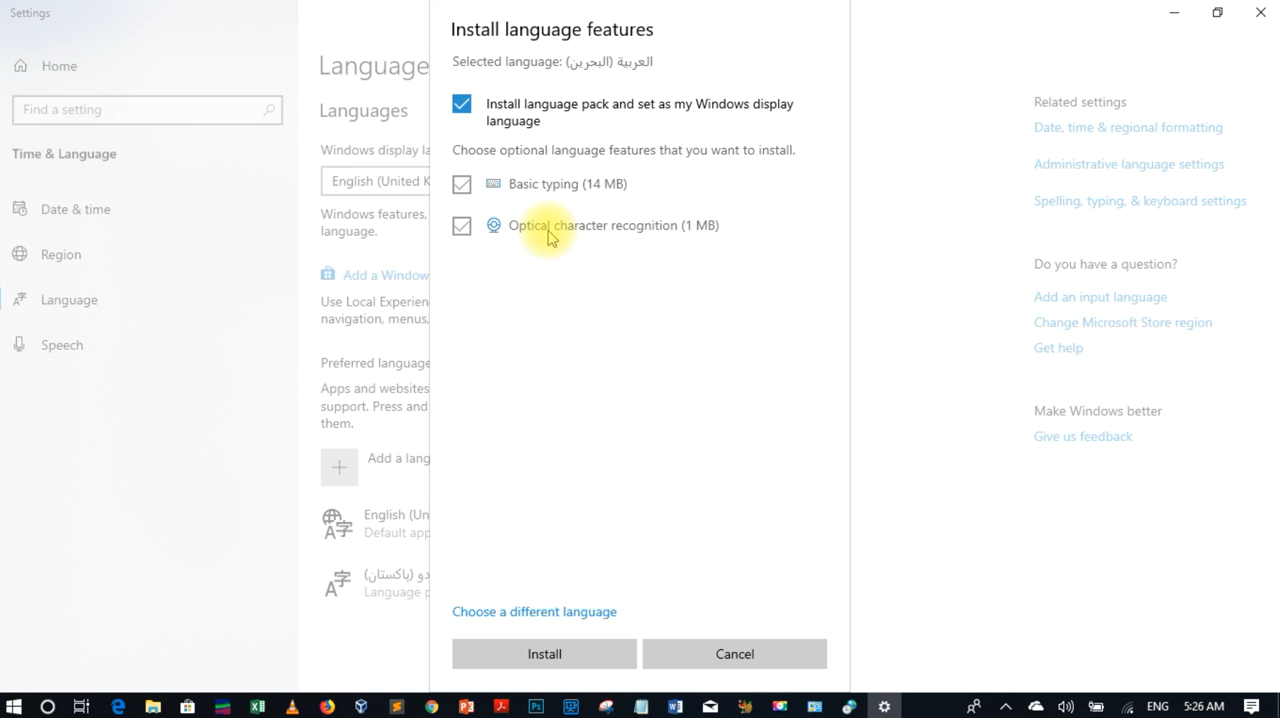 Settings
Home
Find a setting
Time & Language
Date & time
Region
Language
Speech
Language
Languages
Windows display la
English (United K
Windows features,
language.
Add a Window
Use Local Experien
navigation, menus,
Preferred language
Apps and websites
support. Press and
them.
Add a lang
English (Un
Default app
دو (پاکستان)
Language p
Install language features
Selected language: العربية (البحرين)
Install language pack and set as my Windows display
language
Choose optional language features that you want to install.
Basic typing (14 MB)
Optical character recognition (1 MB)
Choose a different language
Install
Cancel
Related settings
Date, time & regional formatting
Administrative language settings
Spelling, typing, & keyboard settings
Do you have a question?
Add an input language
Change Microsoft Store region
Get help
Make Windows better
Give us feedback
ENG
5:26 AM